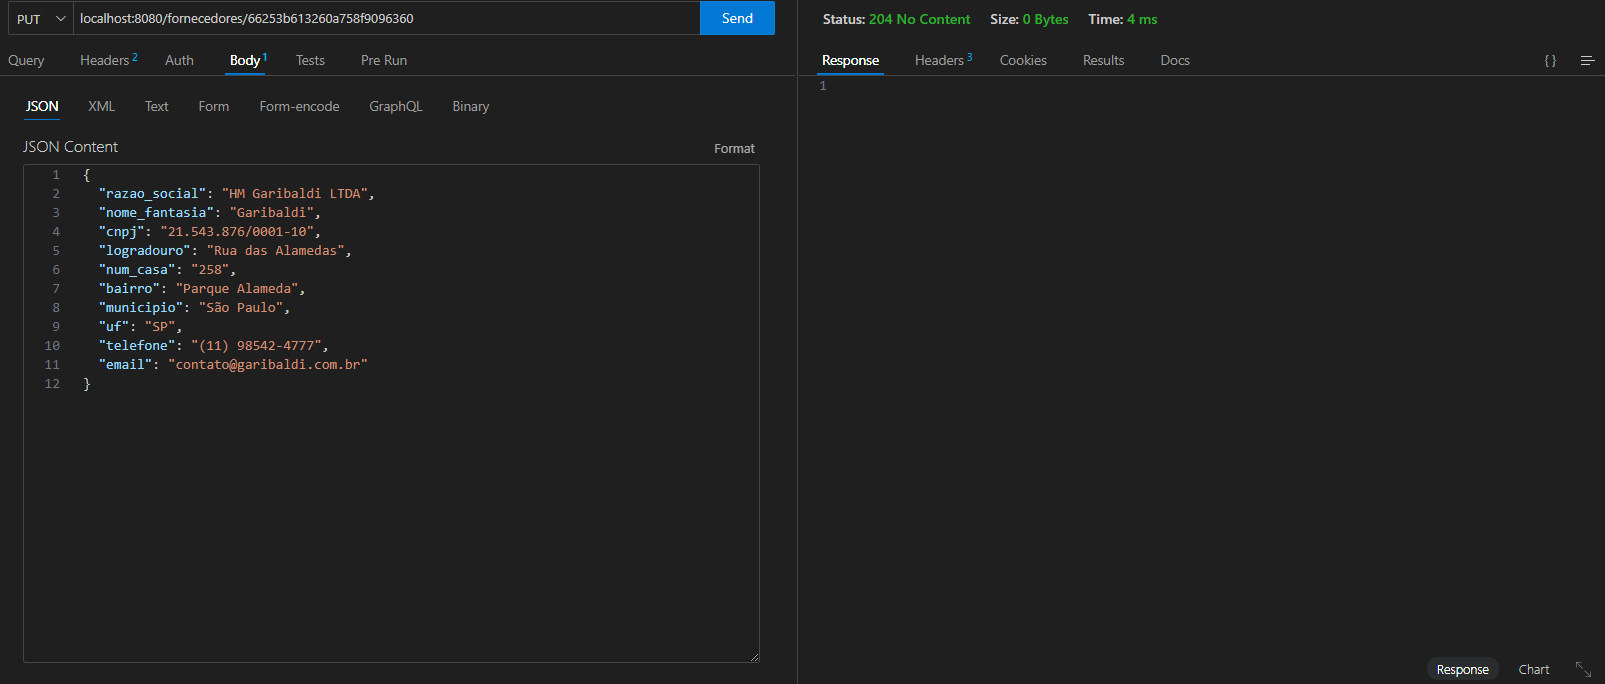 PUT localhost:8080/fornecedores/66253b613260a758f9096360 Send
Query Headers 2 Auth Body 1 Tests Pre Run
JSON XML Text Form Form-encode GraphQL Binary
JSON Content Format
1 {
2 "razao_social": "HM Garibaldi LTDA",
3 "nome_fantasia": "Garibaldi",
4 "cnpj": "21.543.876/0001-10",
5 "logradouro": "Rua das Alamedas",
6 "num_casa": "258",
7 "bairro": "Parque Alameda",
8 "municipio": "São Paulo",
9 "uf": "SP",
10 "telefone": "(11) 98542-4777",
11 "email": "contato@garibaldi.com.br"
12 }
Status: 204 No Content Size: 0 Bytes Time: 4 ms
Response Headers 3 Cookies Results Docs { }
1
Response Chart